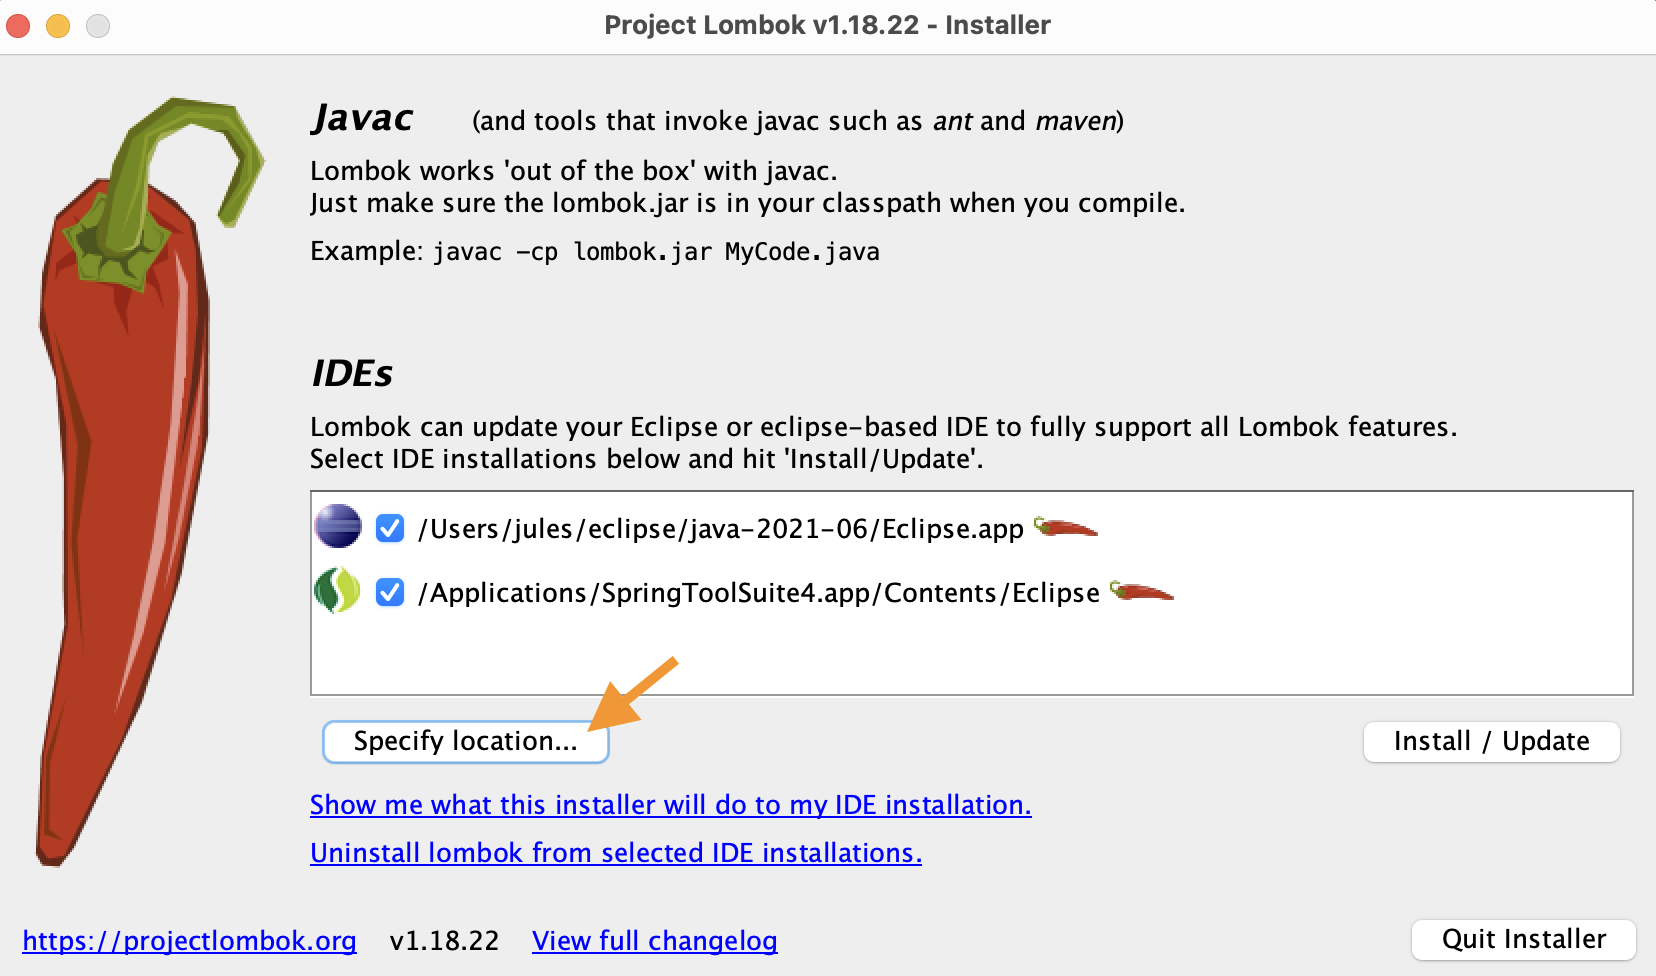 Project Lombok v1.18.22 - Installer
Javac (and tools that invoke javac such as ant and maven)
Lombok works 'out of the box' with javac.
Just make sure the lombok.jar is in your classpath when you compile.
Example: javac -cp lombok.jar MyCode.java
IDEs
Lombok can update your Eclipse or eclipse-based IDE to fully support all Lombok features.
Select IDE installations below and hit 'Install/Update'.
/Users/jules/eclipse/java-2021-06/Eclipse.app
/Applications/SpringToolSuite4.app/Contents/Eclipse
Specify location... Install / Update
Show me what this installer will do to my IDE installation.
Uninstall lombok from selected IDE installations.
https://projectlombok.org v1.18.22 View full changelog Quit Installer